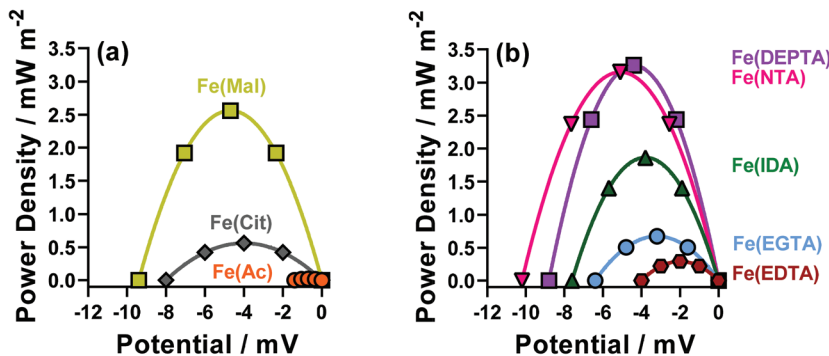 (a)
Power Density / mW m-2
3.5
3.0
2.5
2.0
1.5
1.0
0.5
0.0
Fe(Mal)
Fe(Cit)
Fe(Ac)
-12 -10 -8 -6 -4 -2 0
Potential / mV
(b)
Power Density / mW m-2
3.5
3.0
2.5
2.0
1.5
1.0
0.5
0.0
Fe(DEPTA)
Fe(NTA)
Fe(IDA)
Fe(EGTA)
Fe(EDTA)
-12 -10 -8 -6 -4 -2 0
Potential / mV